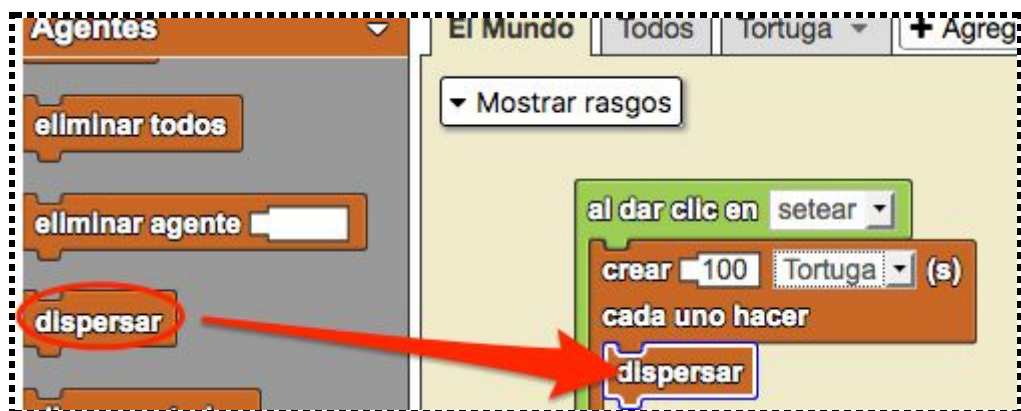 Agentes
eliminar todos
eliminar agente
dispersar
El Mundo Todos Tortuga + Agreg
Mostrar rasgos
al dar clic en setear
crear 100 Tortuga (s)
cada uno hacer
dispersar